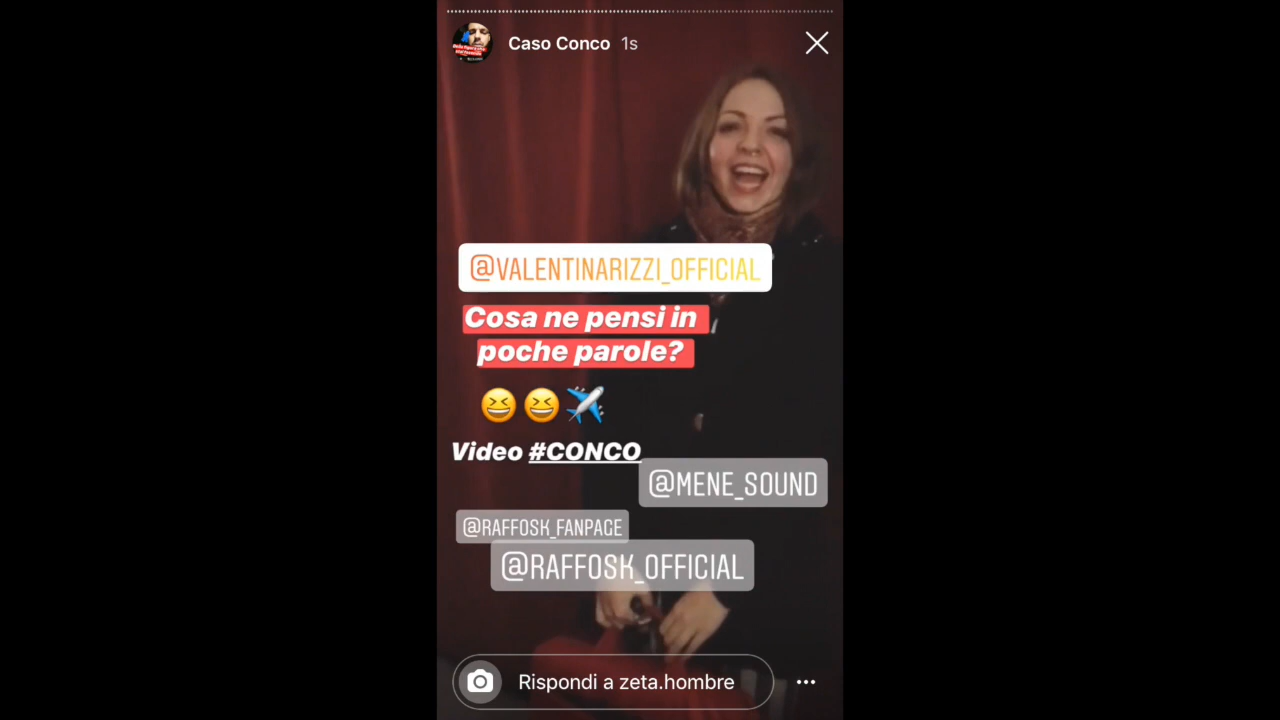 Caso Conco 1s
@VALENTINARIZZI_OFFICIAL
Cosa ne pensi in
poche parole?
Video #CONCO
@MENE_SOUND
@RAFFOSK_FANPAGE
@RAFFOSK_OFFICIAL
Rispondi a zeta.hombre